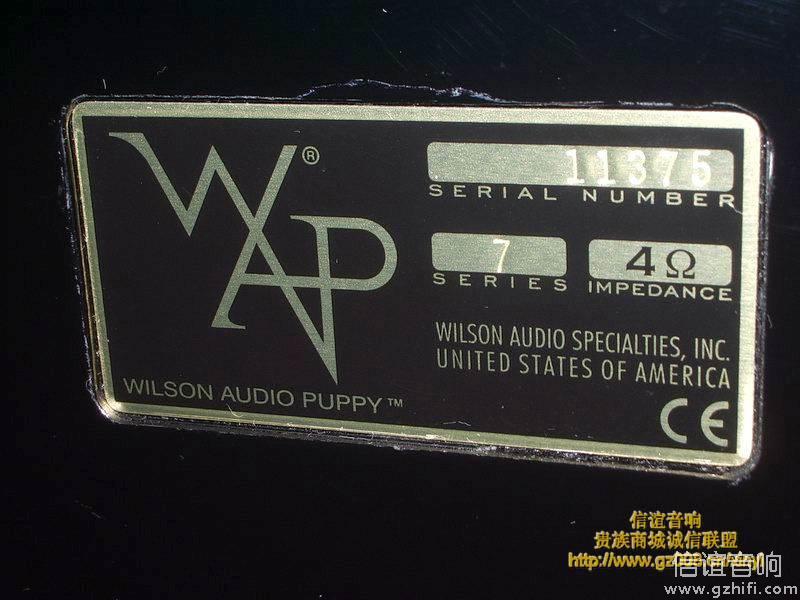 WAP®
11375
SERIAL NUMBER
7
SERIES
4Ω
IMPEDANCE
WILSON AUDIO SPECIALTIES, INC.
UNITED STATES OF AMERICA
WILSON AUDIO PUPPY™
CE
信谊音响
贵族商城诚信联盟
信谊音响
www.gzhifi.com